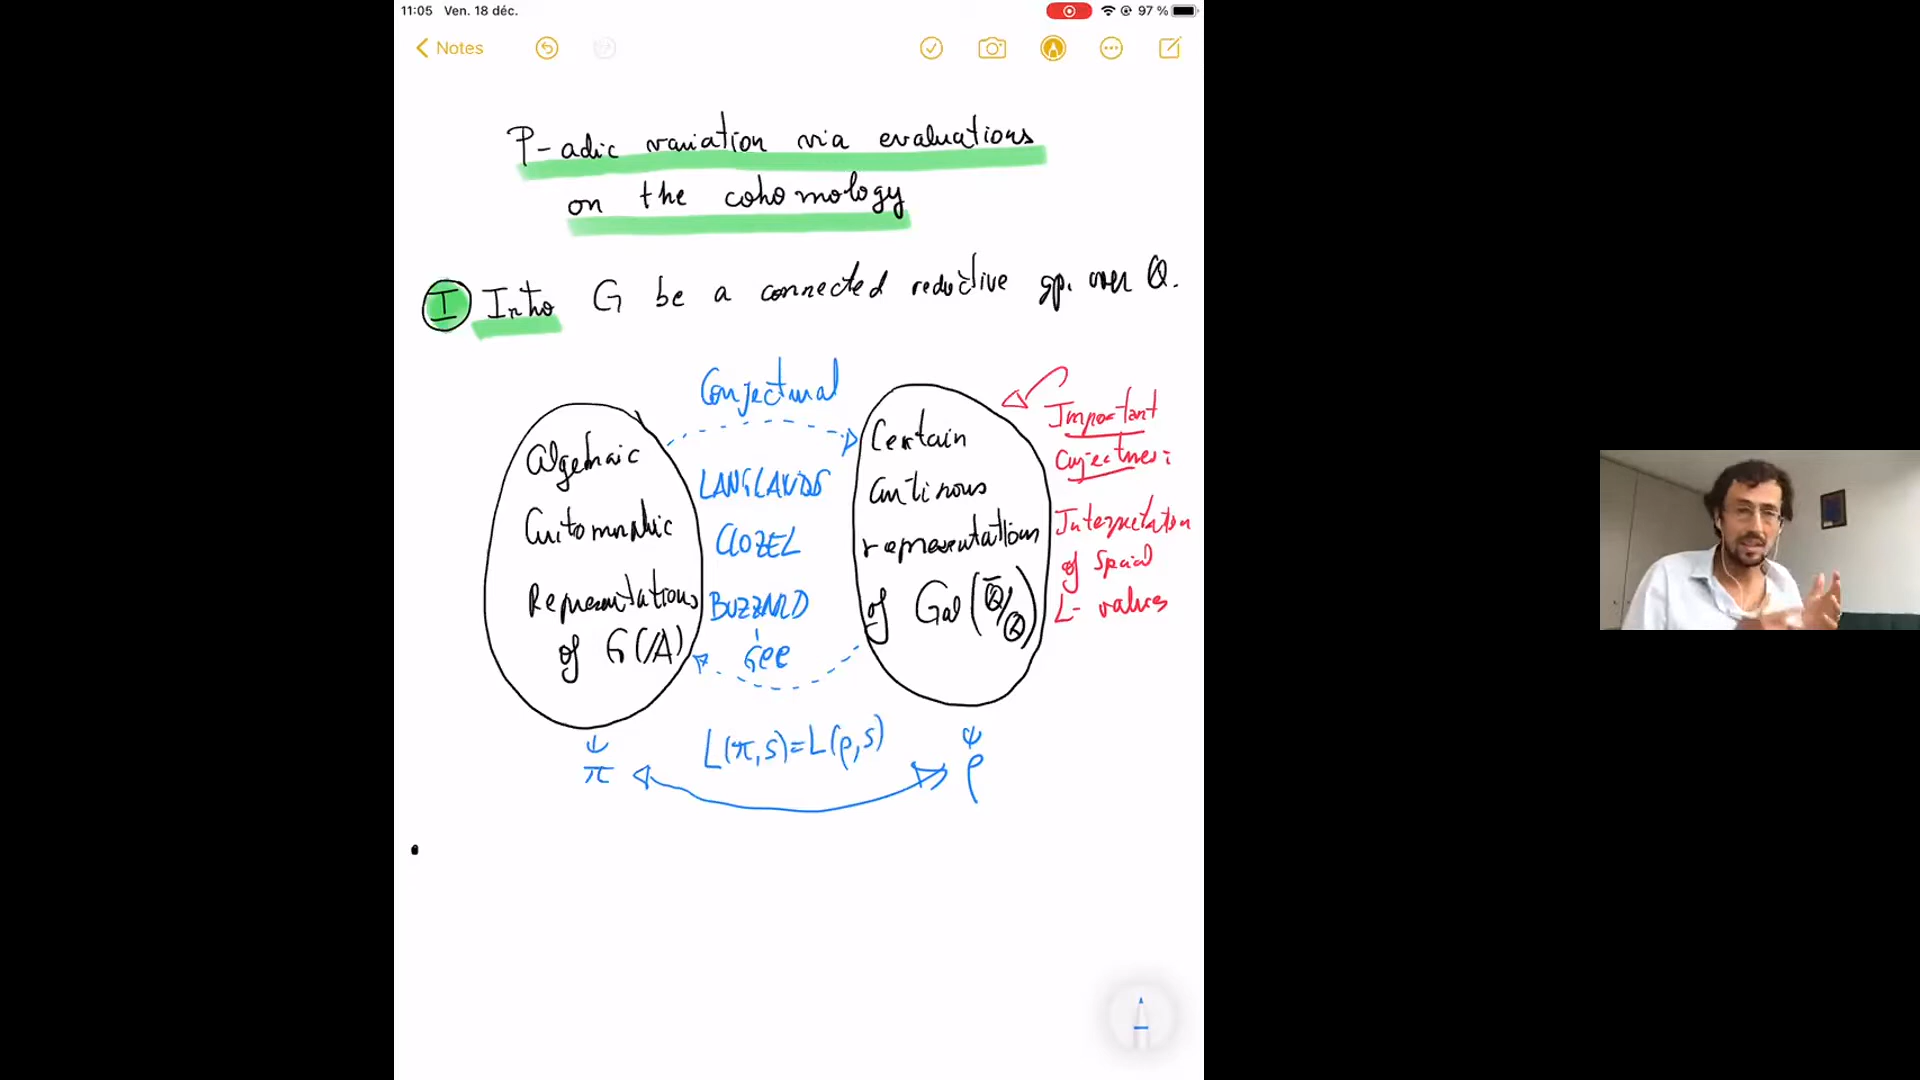 11:05 Ven. 18 déc. 97 %
Notes
P-adic variation via evaluations
on the cohomology
I Intro G be a connected reductive gp. over Q.
Conjectural
Algebraic
Automorphic
Representations
of G(A)
LANGLANDS
CLOZEL
BUZZARD
GEE
Certain
continous
representations
of Gal(Q̄/Q)
Important
conjectures:
Interpretation
of special
L-values
L(π,s)=L(ρ,s)
π
ρ